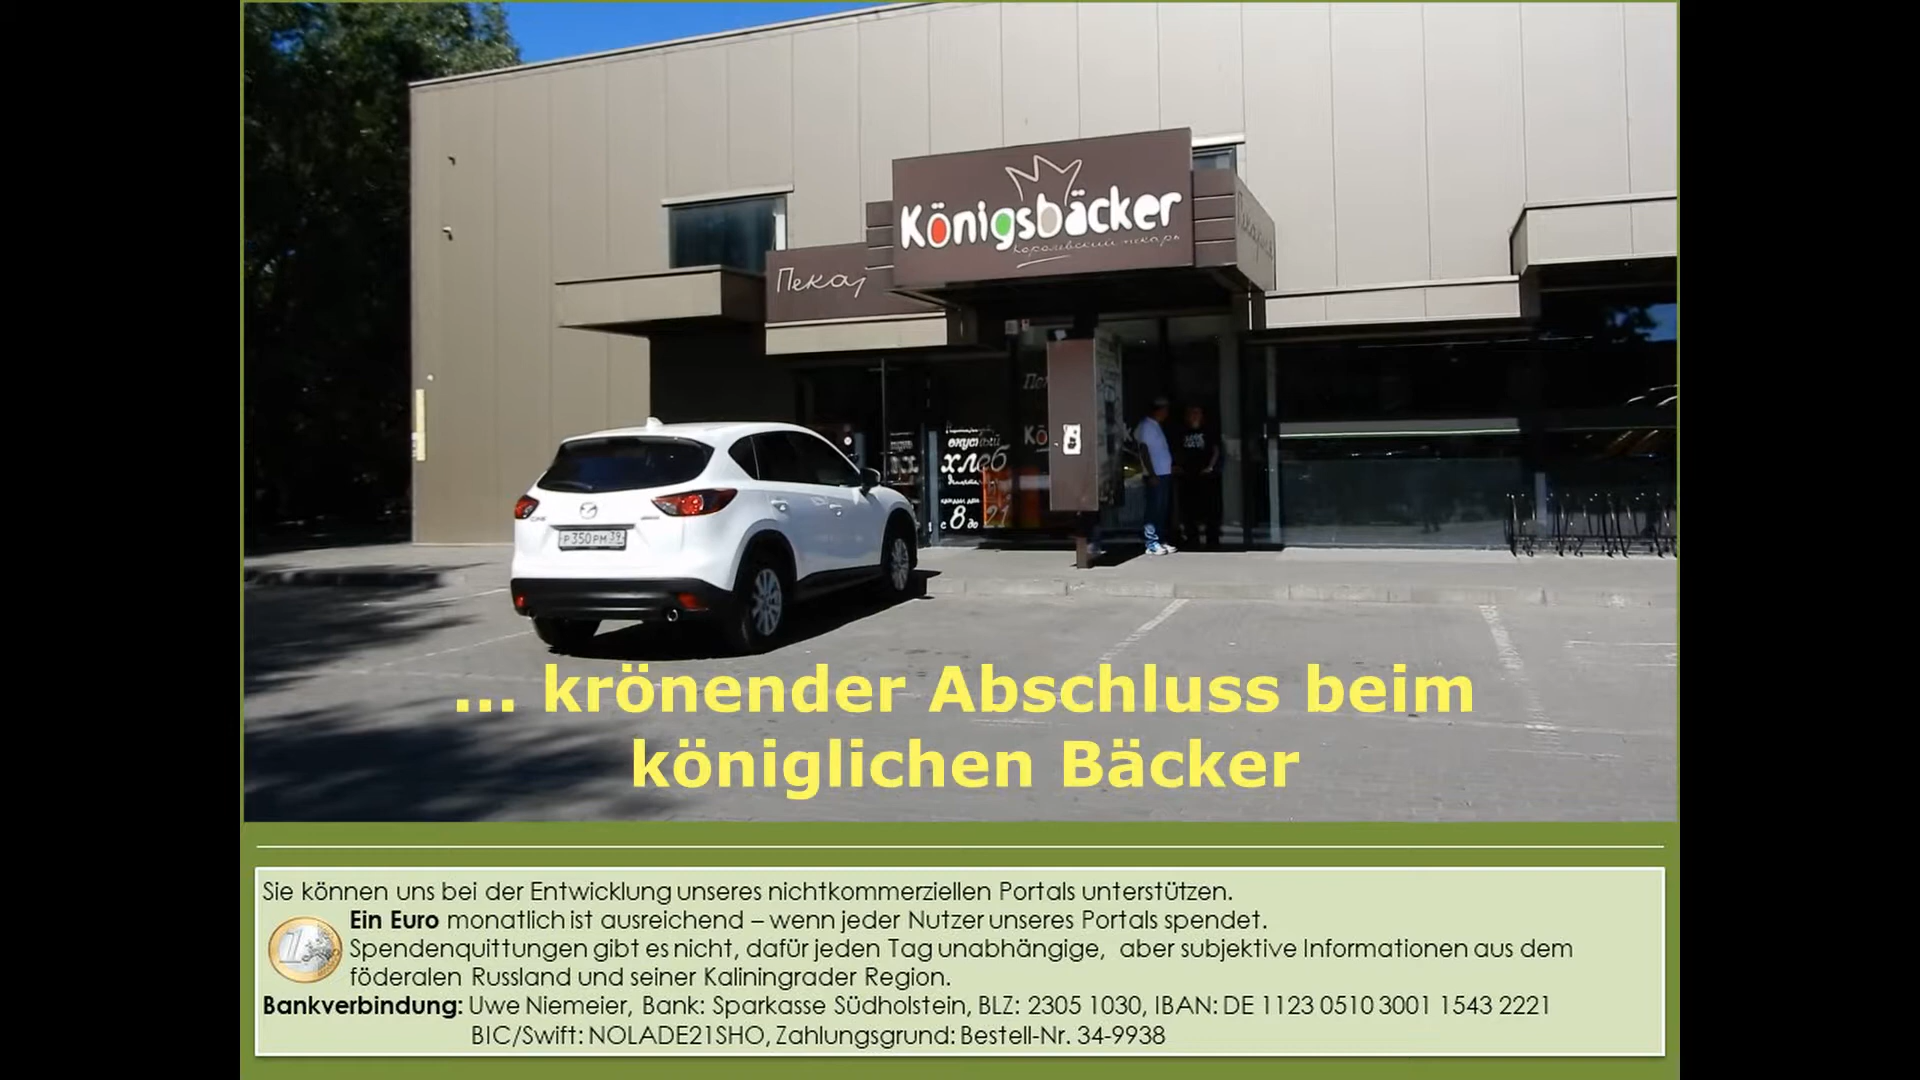 Königsbäcker
Королевский пекарь
Пекар
вкусный
хлеб
с 8 до 21
Р350РМ 39
... krönender Abschluss beim
königlichen Bäcker
Sie können uns bei der Entwicklung unseres nichtkommerziellen Portals unterstützen.
Ein Euro monatlich ist ausreichend – wenn jeder Nutzer unseres Portals spendet.
Spendenquittungen gibt es nicht, dafür jeden Tag unabhängige, aber subjektive Informationen aus dem
föderalen Russland und seiner Kaliningrader Region.
Bankverbindung: Uwe Niemeier, Bank: Sparkasse Südholstein, BLZ: 2305 1030, IBAN: DE 1123 0510 3001 1543 2221
BIC/Swift: NOLADE21SHO, Zahlungsgrund: Bestell-Nr. 34-9938